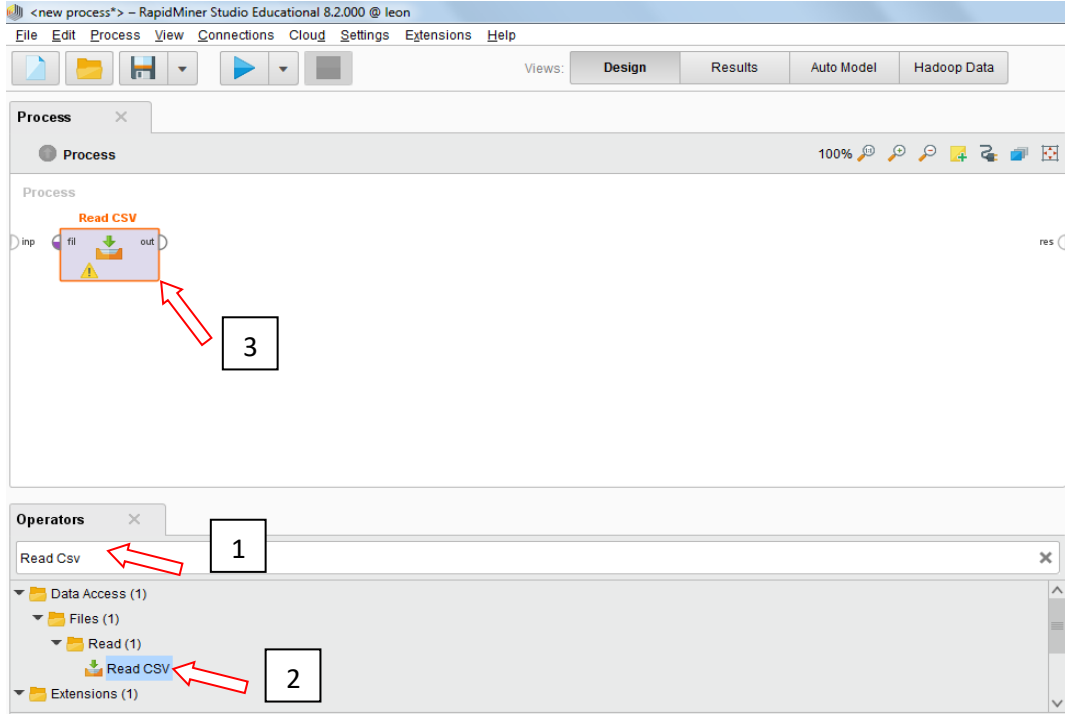 <new process*> – RapidMiner Studio Educational 8.2.000 @ leon
File Edit Process View Connections Cloud Settings Extensions Help
Views: Design Results Auto Model Hadoop Data
Process
Process
100%
Process
Read CSV
inp fil out res
3
Operators
1
Read Csv
Data Access (1)
Files (1)
Read (1)
Read CSV
2
Extensions (1)